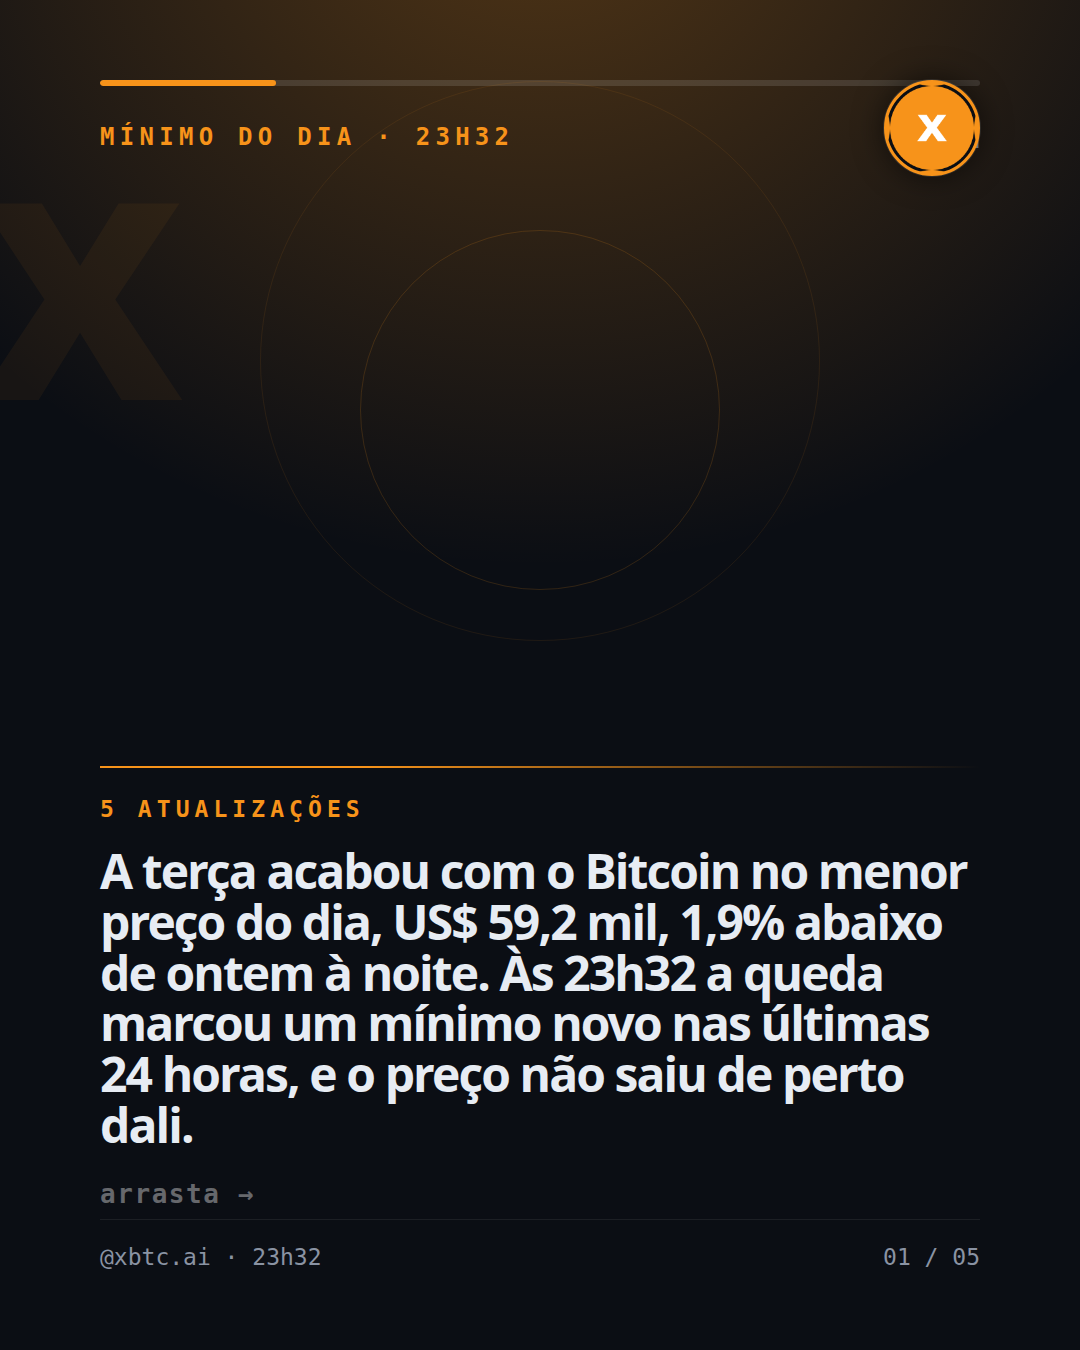 MÍNIMO DO DIA · 23H32
X
X
5 ATUALIZAÇÕES
A terça acabou com o Bitcoin no menor
preço do dia, US$ 59,2 mil, 1,9% abaixo
de ontem à noite. Às 23h32 a queda
marcou um mínimo novo nas últimas
24 horas, e o preço não saiu de perto
dali.
arrasta →
@xbtc.ai · 23h32
01 / 05